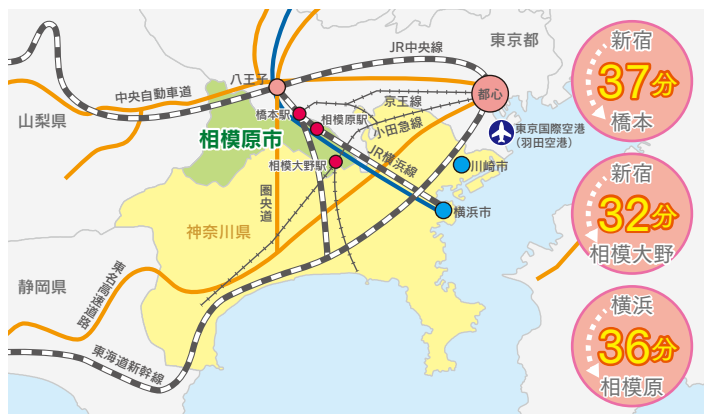 東京都
JR中央線
八王子
中央自動車道
都心
京王線
橋本駅
相模原駅
山梨県
小田急線
東京国際空港
(羽田空港)
相模原市
JR横浜線
相模大野駅
川崎市
圏央道
横浜市
神奈川県
静岡県
東名高速道路
東海道新幹線
新宿
37分
橋本
新宿
32分
相模大野
横浜
36分
相模原